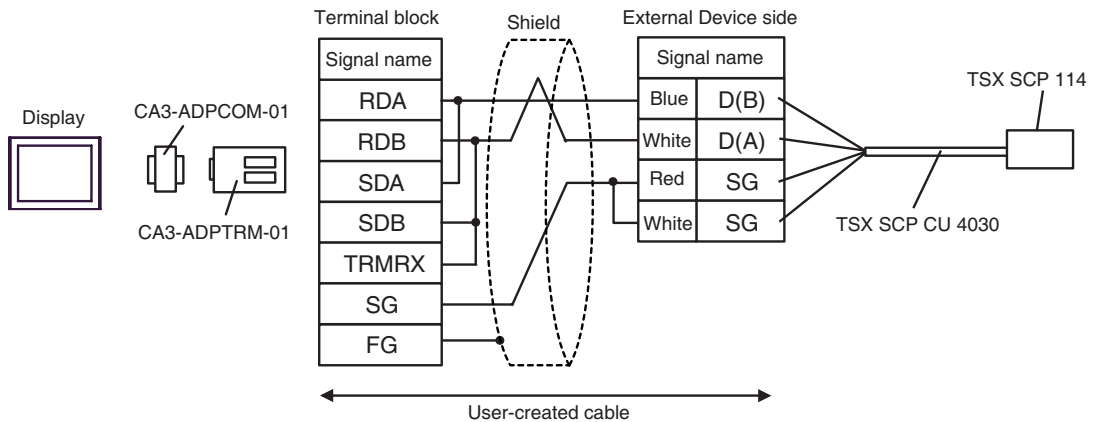 Terminal block
Shield
External Device side
Signal name
Signal name
Display
CA3-ADPCOM-01
CA3-ADPTRM-01
RDA
RDB
SDA
SDB
TRMRX
SG
FG
Blue D(B)
White D(A)
Red SG
White SG
TSX SCP 114
TSX SCP CU 4030
User-created cable